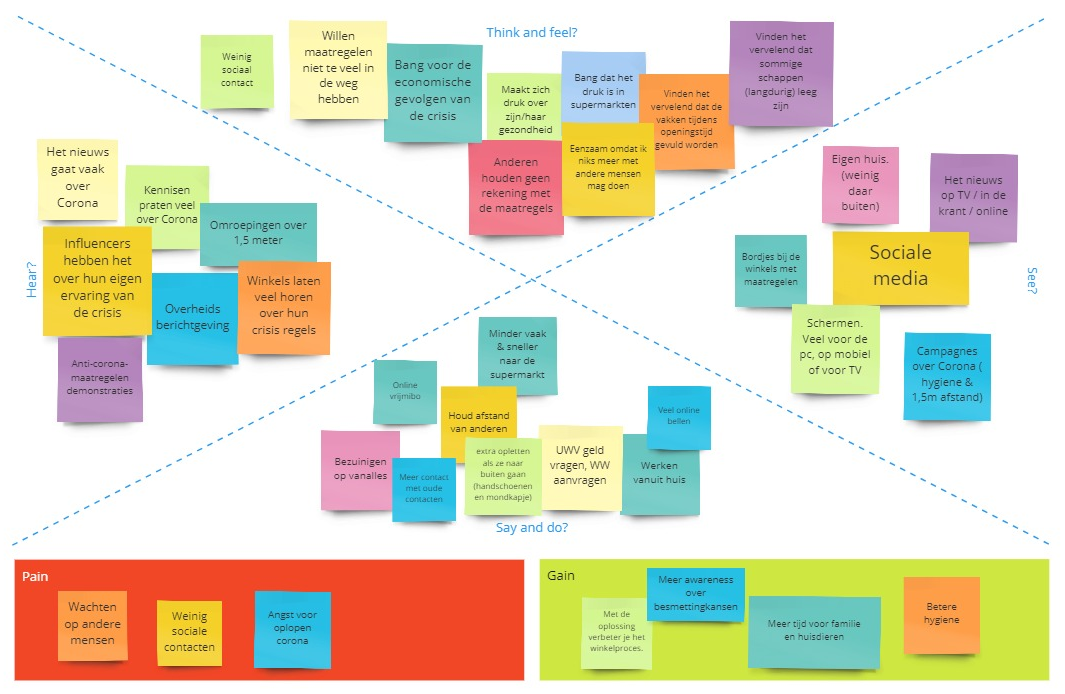 Think and feel?
Weinig
sociaal
contact
Willen
maatregelen
niet te veel in
de weg
hebben
Bang voor de
economische
gevolgen van
de crisis
Maakt zich
druk over
zijn/haar
gezondheid
Bang dat het
druk is in
supermarkten
Vinden het
vervelend dat de
vakken tijdens
openingstijd
gevuld worden
Vinden het
vervelend dat
sommige
schappen
(langdurig) leeg
zijn
Anderen
houden geen
rekening met
de maatregels
Eenzaam omdat ik
niks meer met
andere mensen
mag doen
Hear?
Het nieuws
gaat vaak
over
Corona
Kennisen
praten veel
over Corona
Omroepingen over
1,5 meter
Influencers
hebben het
over hun eigen
ervaring van
de crisis
Overheids
berichtgeving
Winkels laten
veel horen
over hun
crisis regels
Anti-corona-
maatregelen
demonstraties
See?
Eigen huis.
(weinig
daar
buiten)
Het nieuws
op TV / in de
krant / online
Bordjes bij de
winkels met
maatregelen
Sociale
media
Schermen.
Veel voor de
pc, op mobiel
of voor TV
Campagnes
over Corona (
hygiene &
1,5m afstand)
Minder vaak
& sneller
naar de
supermarkt
Online
vrijmibo
Houd afstand
van anderen
Veel online
bellen
Bezuinigen
op vanalles
Meer contact
met oude
contacten
extra opletten
als ze naar
buiten gaan
(handschoenen
en mondkapje)
UWV geld
vragen, WW
aanvragen
Werken
vanuit huis
Say and do?
Pain
Wachten
op andere
mensen
Weinig
sociale
contacten
Angst voor
oplopen
corona
Gain
Met de
oplossing
verbeter je het
winkelproces.
Meer awareness
over
besmettingkansen
Meer tijd voor familie
en huisdieren
Betere
hygiene